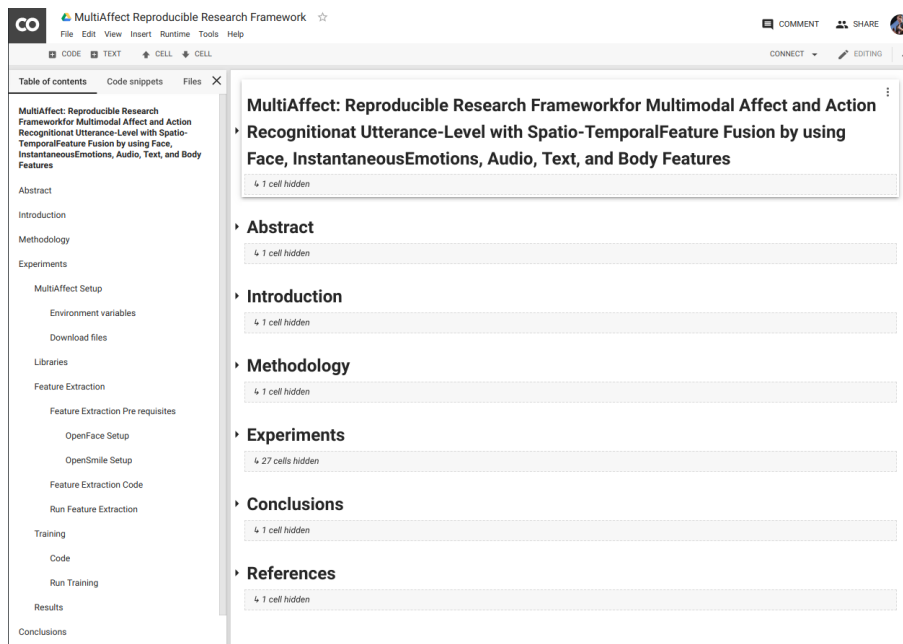 CO
MultiAffect Reproducible Research Framework
File Edit View Insert Runtime Tools Help
COMMENT SHARE
CODE TEXT CELL CELL
CONNECT EDITING
Table of contents Code snippets Files
MultiAffect: Reproducible Research
Frameworkfor Multimodal Affect and Action
Recognitionat Utterance-Level with Spatio-
TemporalFeature Fusion by using Face,
InstantaneousEmotions, Audio, Text, and Body
Features
Abstract
Introduction
Methodology
Experiments
MultiAffect Setup
Environment variables
Download files
Libraries
Feature Extraction
Feature Extraction Pre requisites
OpenFace Setup
OpenSmile Setup
Feature Extraction Code
Run Feature Extraction
Training
Code
Run Training
Results
Conclusions
MultiAffect: Reproducible Research Frameworkfor Multimodal Affect and Action
Recognitionat Utterance-Level with Spatio-TemporalFeature Fusion by using
Face, InstantaneousEmotions, Audio, Text, and Body Features
↳ 1 cell hidden
Abstract
↳ 1 cell hidden
Introduction
↳ 1 cell hidden
Methodology
↳ 1 cell hidden
Experiments
↳ 27 cells hidden
Conclusions
↳ 1 cell hidden
References
↳ 1 cell hidden